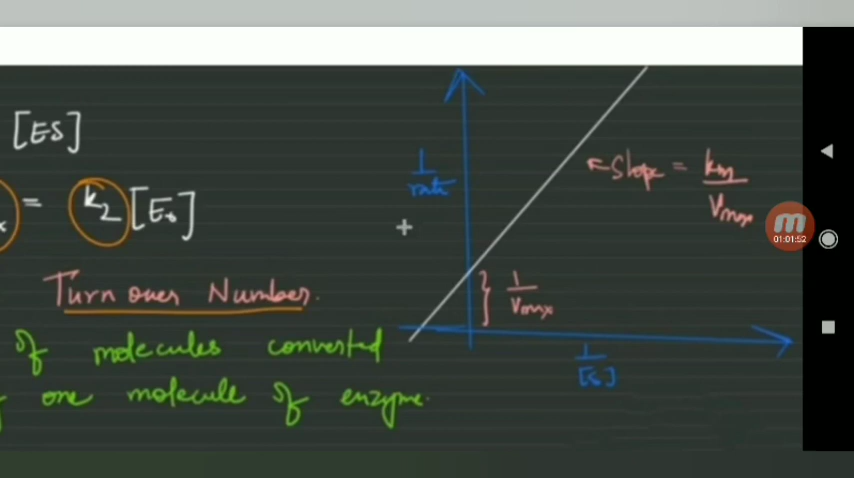 [ES]
= k₂ [E₀]
Turn over Number.
of molecules converted
one molecule of enzyme.
1/rate
Slope = km/Vmax
1/Vmax
1/[S]
01:01:52